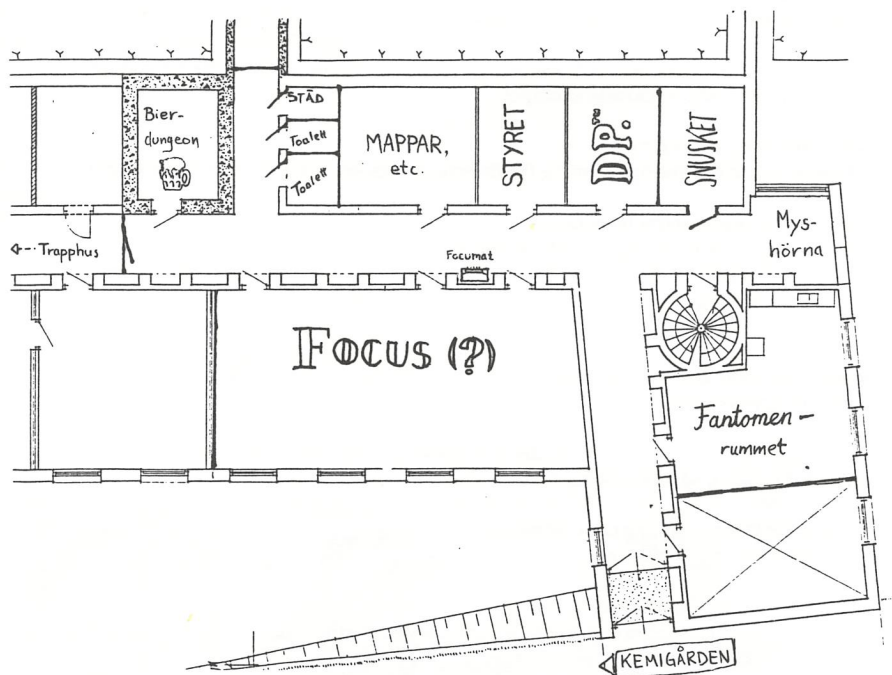 Bier-
dungeon
STÄD
Toalett
Toalett
MAPPAR,
etc.
STYRET
DP.
SNUSKET
Mys-
hörna
Trapphus
Focumat
FOCUS (?)
Fantomen-
rummet
KEMIGÅRDEN